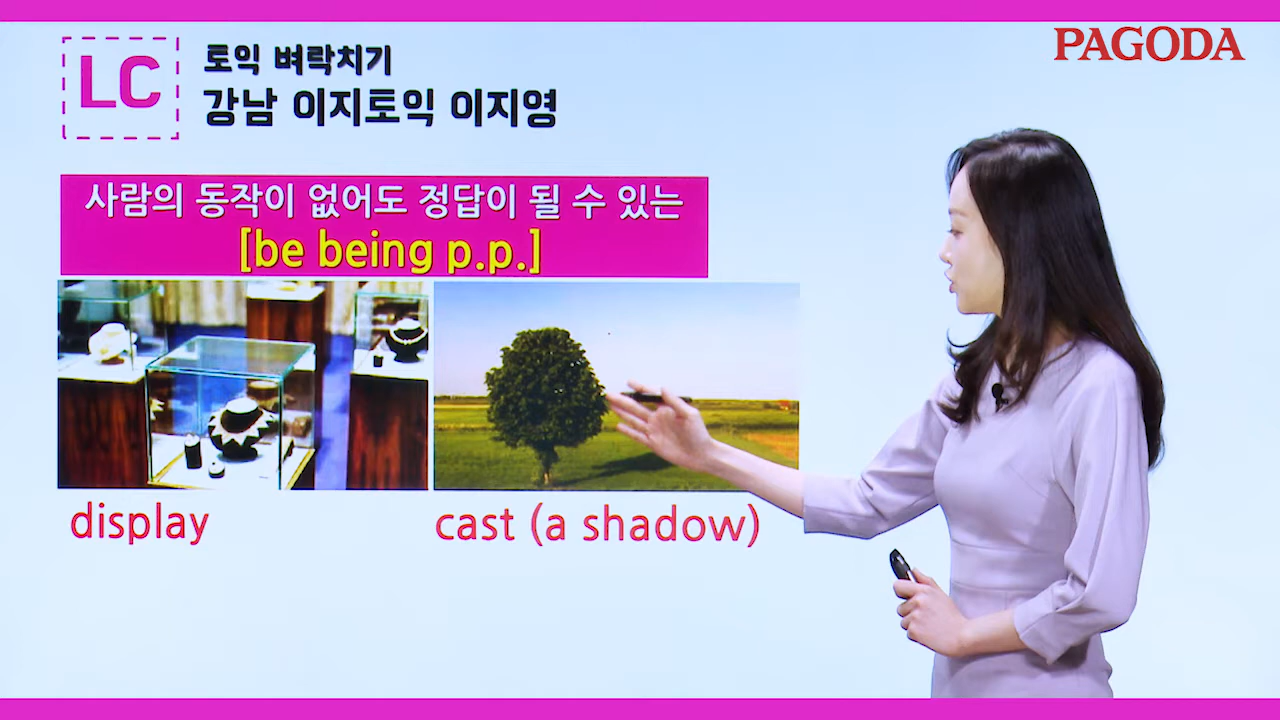 PAGODA
LC
토익 벼락치기
강남 이지토익 이지영
사람의 동작이 없어도 정답이 될 수 있는
[be being p.p.]
display
cast (a shadow)